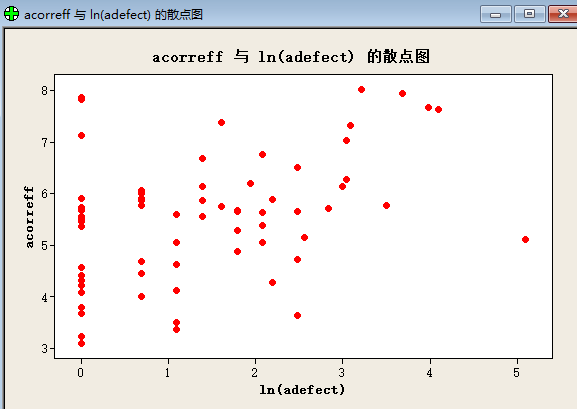 acorreff 与 ln(adefect) 的散点图
acorreff 与 ln(adefect) 的散点图
8
7
6
5
4
3
acorreff
0 1 2 3 4 5
ln(adefect)